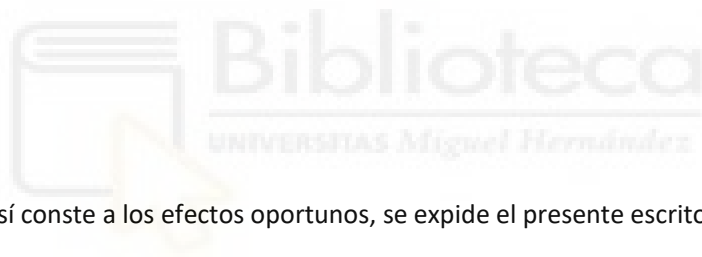 Biblioteca
UNIVERSITAS Miguel Hernández
sí conste a los efectos oportunos, se expide el presente escrito